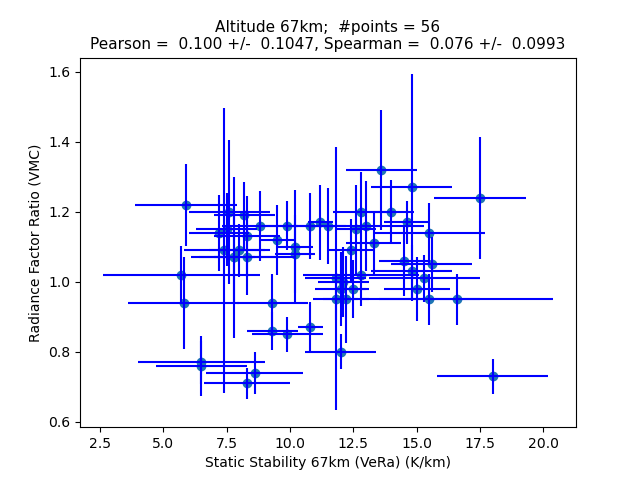 Altitude 67km;  #points = 56
Pearson =  0.100 +/-  0.1047, Spearman =  0.076 +/-  0.0993
1.6
1.4
1.2
1.0
0.8
0.6
Radiance Factor Ratio (VMC)
2.5 5.0 7.5 10.0 12.5 15.0 17.5 20.0
Static Stability 67km (VeRa) (K/km)